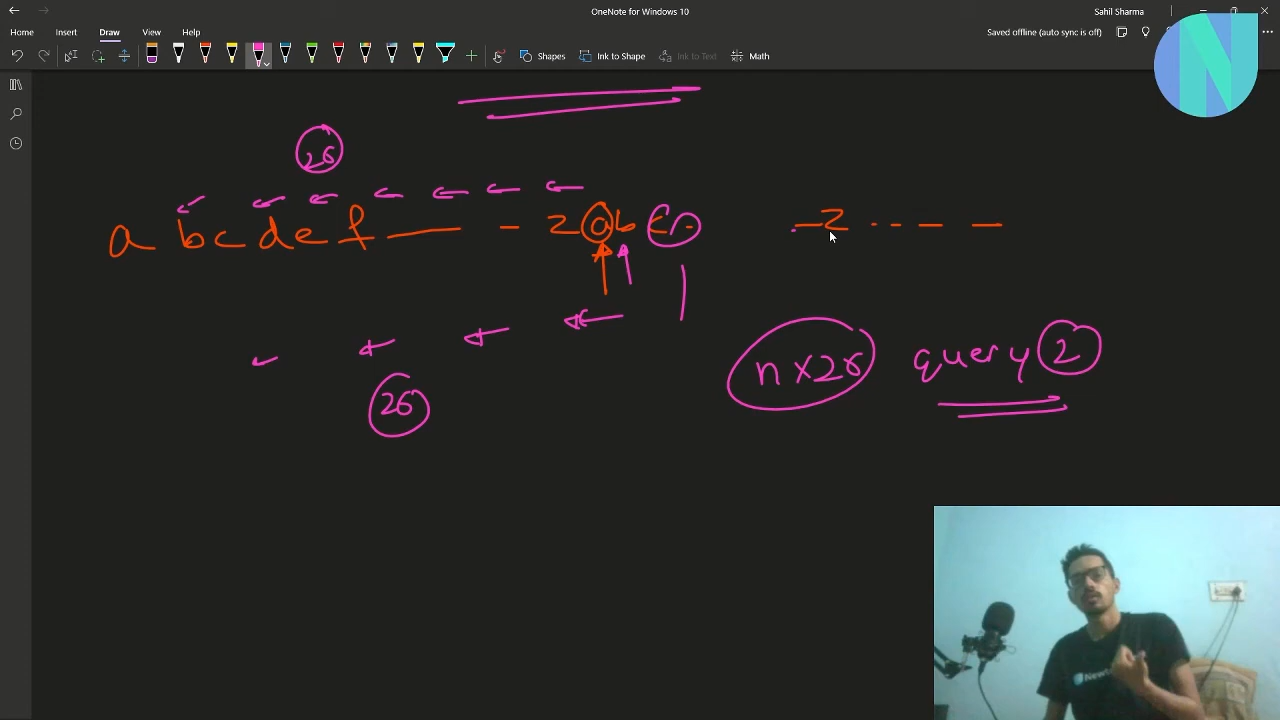 OneNote for Windows 10
Sahil Sharma
Home Insert Draw View Help
Saved offline (auto sync is off)
Shapes Ink to Shape Ink to Text Math
26
a b c d e f — - z a b c
- z - - - -
n x 26 query 2
26
Newt